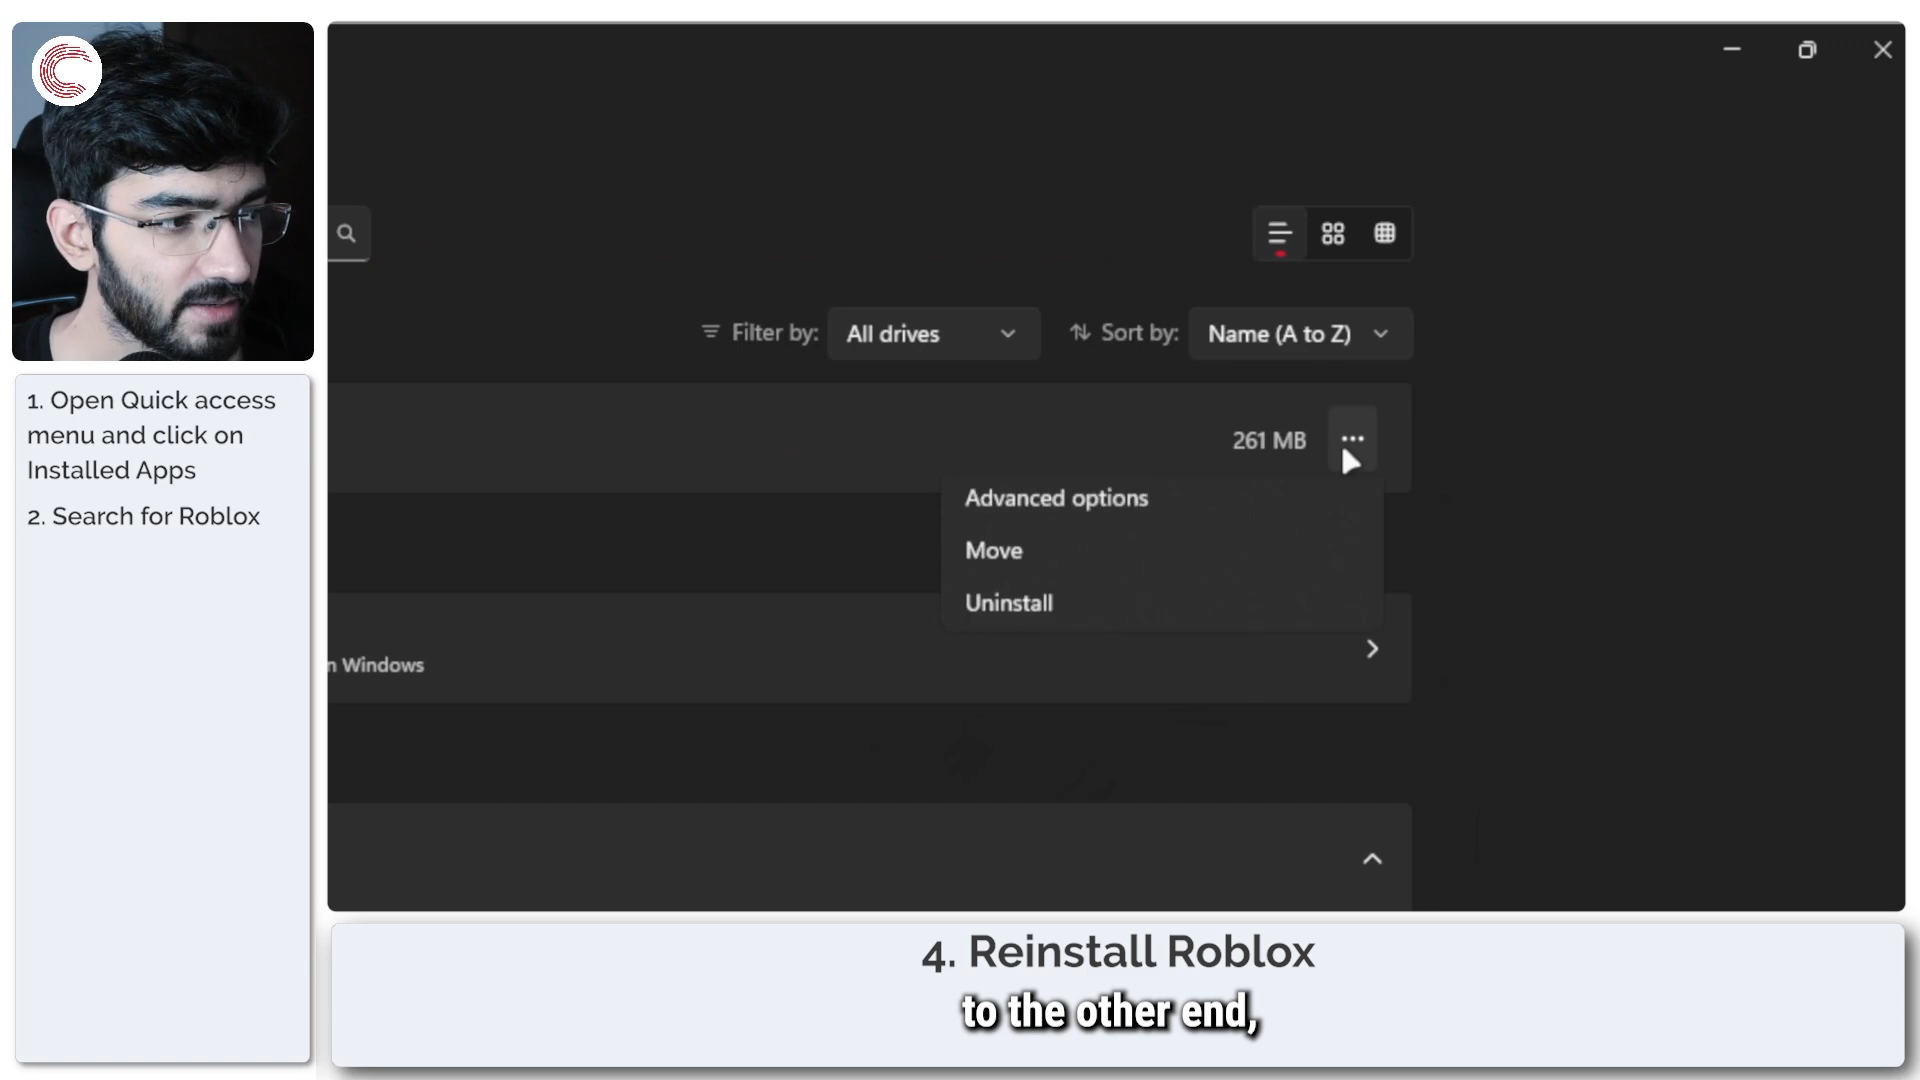 1. Open Quick access
menu and click on
Installed Apps
2. Search for Roblox
Filter by:
All drives
Sort by:
Name (A to Z)
261 MB
Advanced options
Move
Uninstall
n Windows
4. Reinstall Roblox
to the other end,